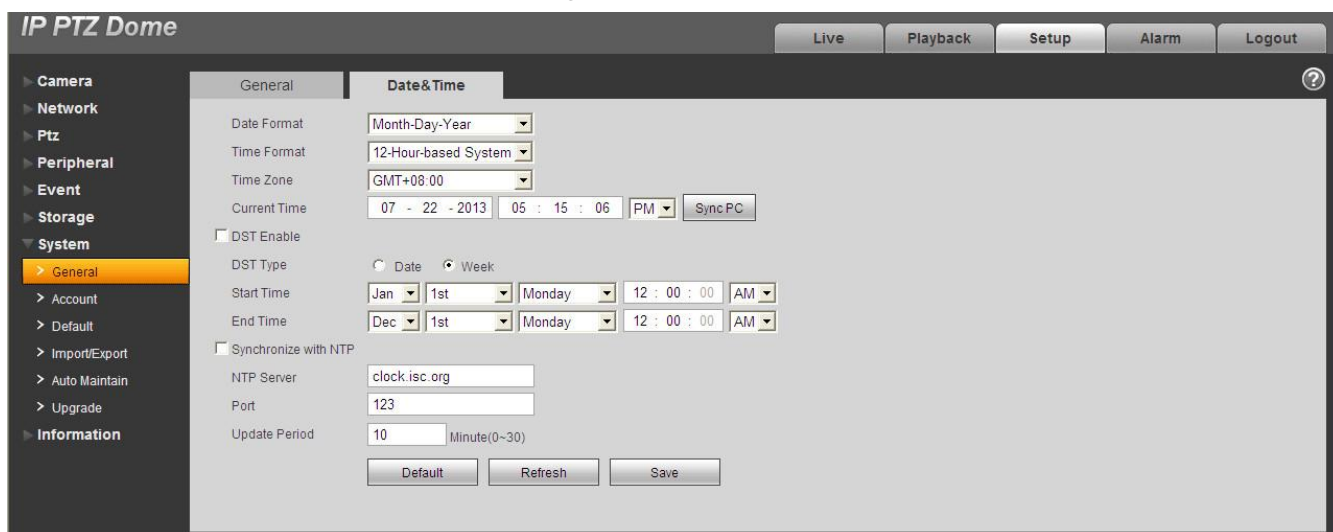 IP PTZ Dome
Live Playback Setup Alarm Logout
Camera
Network
Ptz
Peripheral
Event
Storage
System
> General
> Account
> Default
> Import/Export
> Auto Maintain
> Upgrade
Information
General Date&Time ?
Date Format Month-Day-Year
Time Format 12-Hour-based System
Time Zone GMT+08:00
Current Time 07 - 22 - 2013 05 : 15 : 06 PM Sync PC
DST Enable
DST Type Date Week
Start Time Jan 1st Monday 12 : 00 : 00 AM
End Time Dec 1st Monday 12 : 00 : 00 AM
Synchronize with NTP
NTP Server clock.isc.org
Port 123
Update Period 10 Minute(0~30)
Default Refresh Save